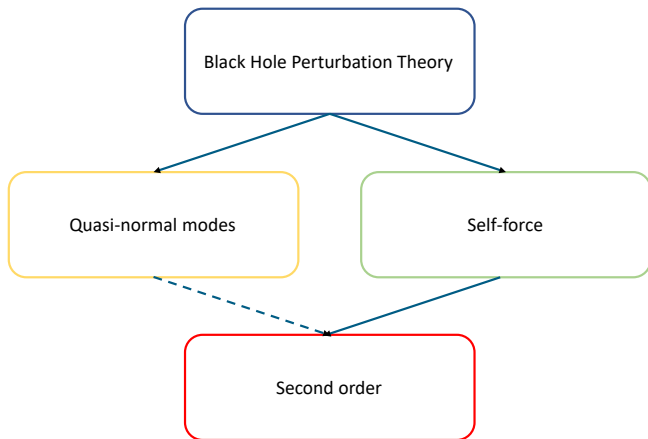 Black Hole Perturbation Theory
Quasi-normal modes
Self-force
Second order